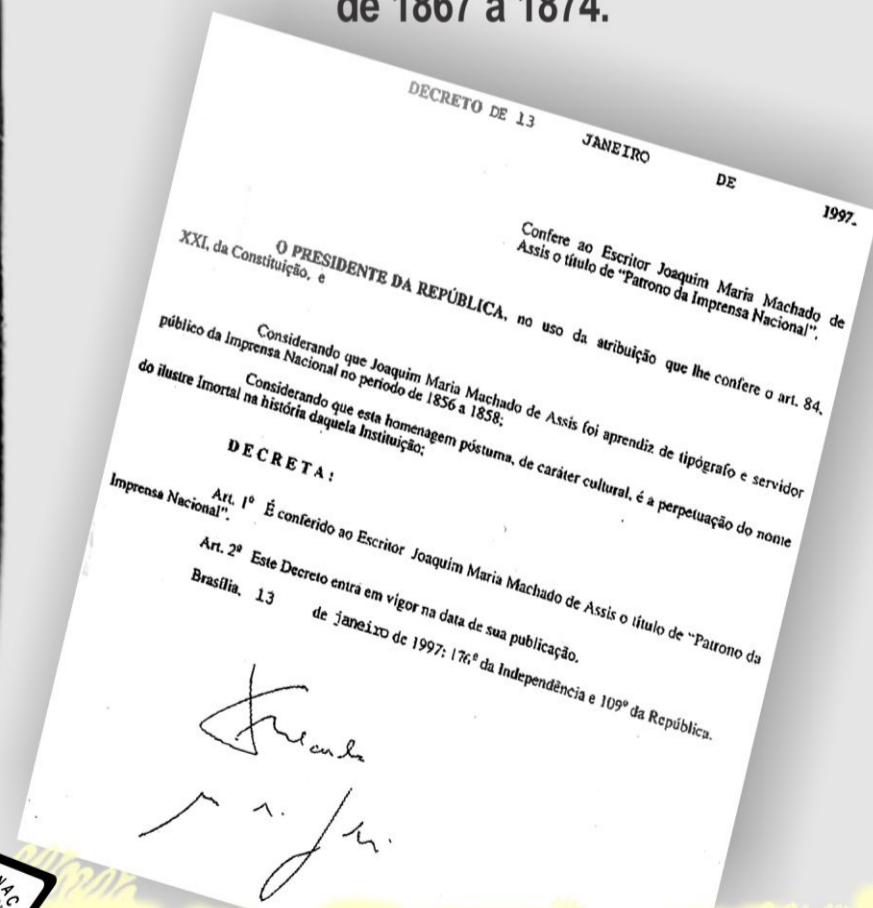 de 1867 a 1874.
DECRETO DE 13 JANEIRO DE 1997.
Confere ao Escritor Joaquim Maria Machado de
Assis o título de "Patrono da Imprensa Nacional".
O PRESIDENTE DA REPÚBLICA, no uso da atribuição que lhe confere o art. 84,
XXI, da Constituição, e
Considerando que Joaquim Maria Machado de Assis foi aprendiz de tipógrafo e servidor
público da Imprensa Nacional no período de 1856 a 1858;
Considerando que esta homenagem póstuma, de caráter cultural, é a perpetuação do nome
do ilustre Imortal na história daquela Instituição;
DECRETA:
Art. 1º É conferido ao Escritor Joaquim Maria Machado de Assis o título de "Patrono da
Imprensa Nacional".
Art. 2º Este Decreto entra em vigor na data de sua publicação.
Brasília, 13 de janeiro de 1997; 176º da Independência e 109º da República.